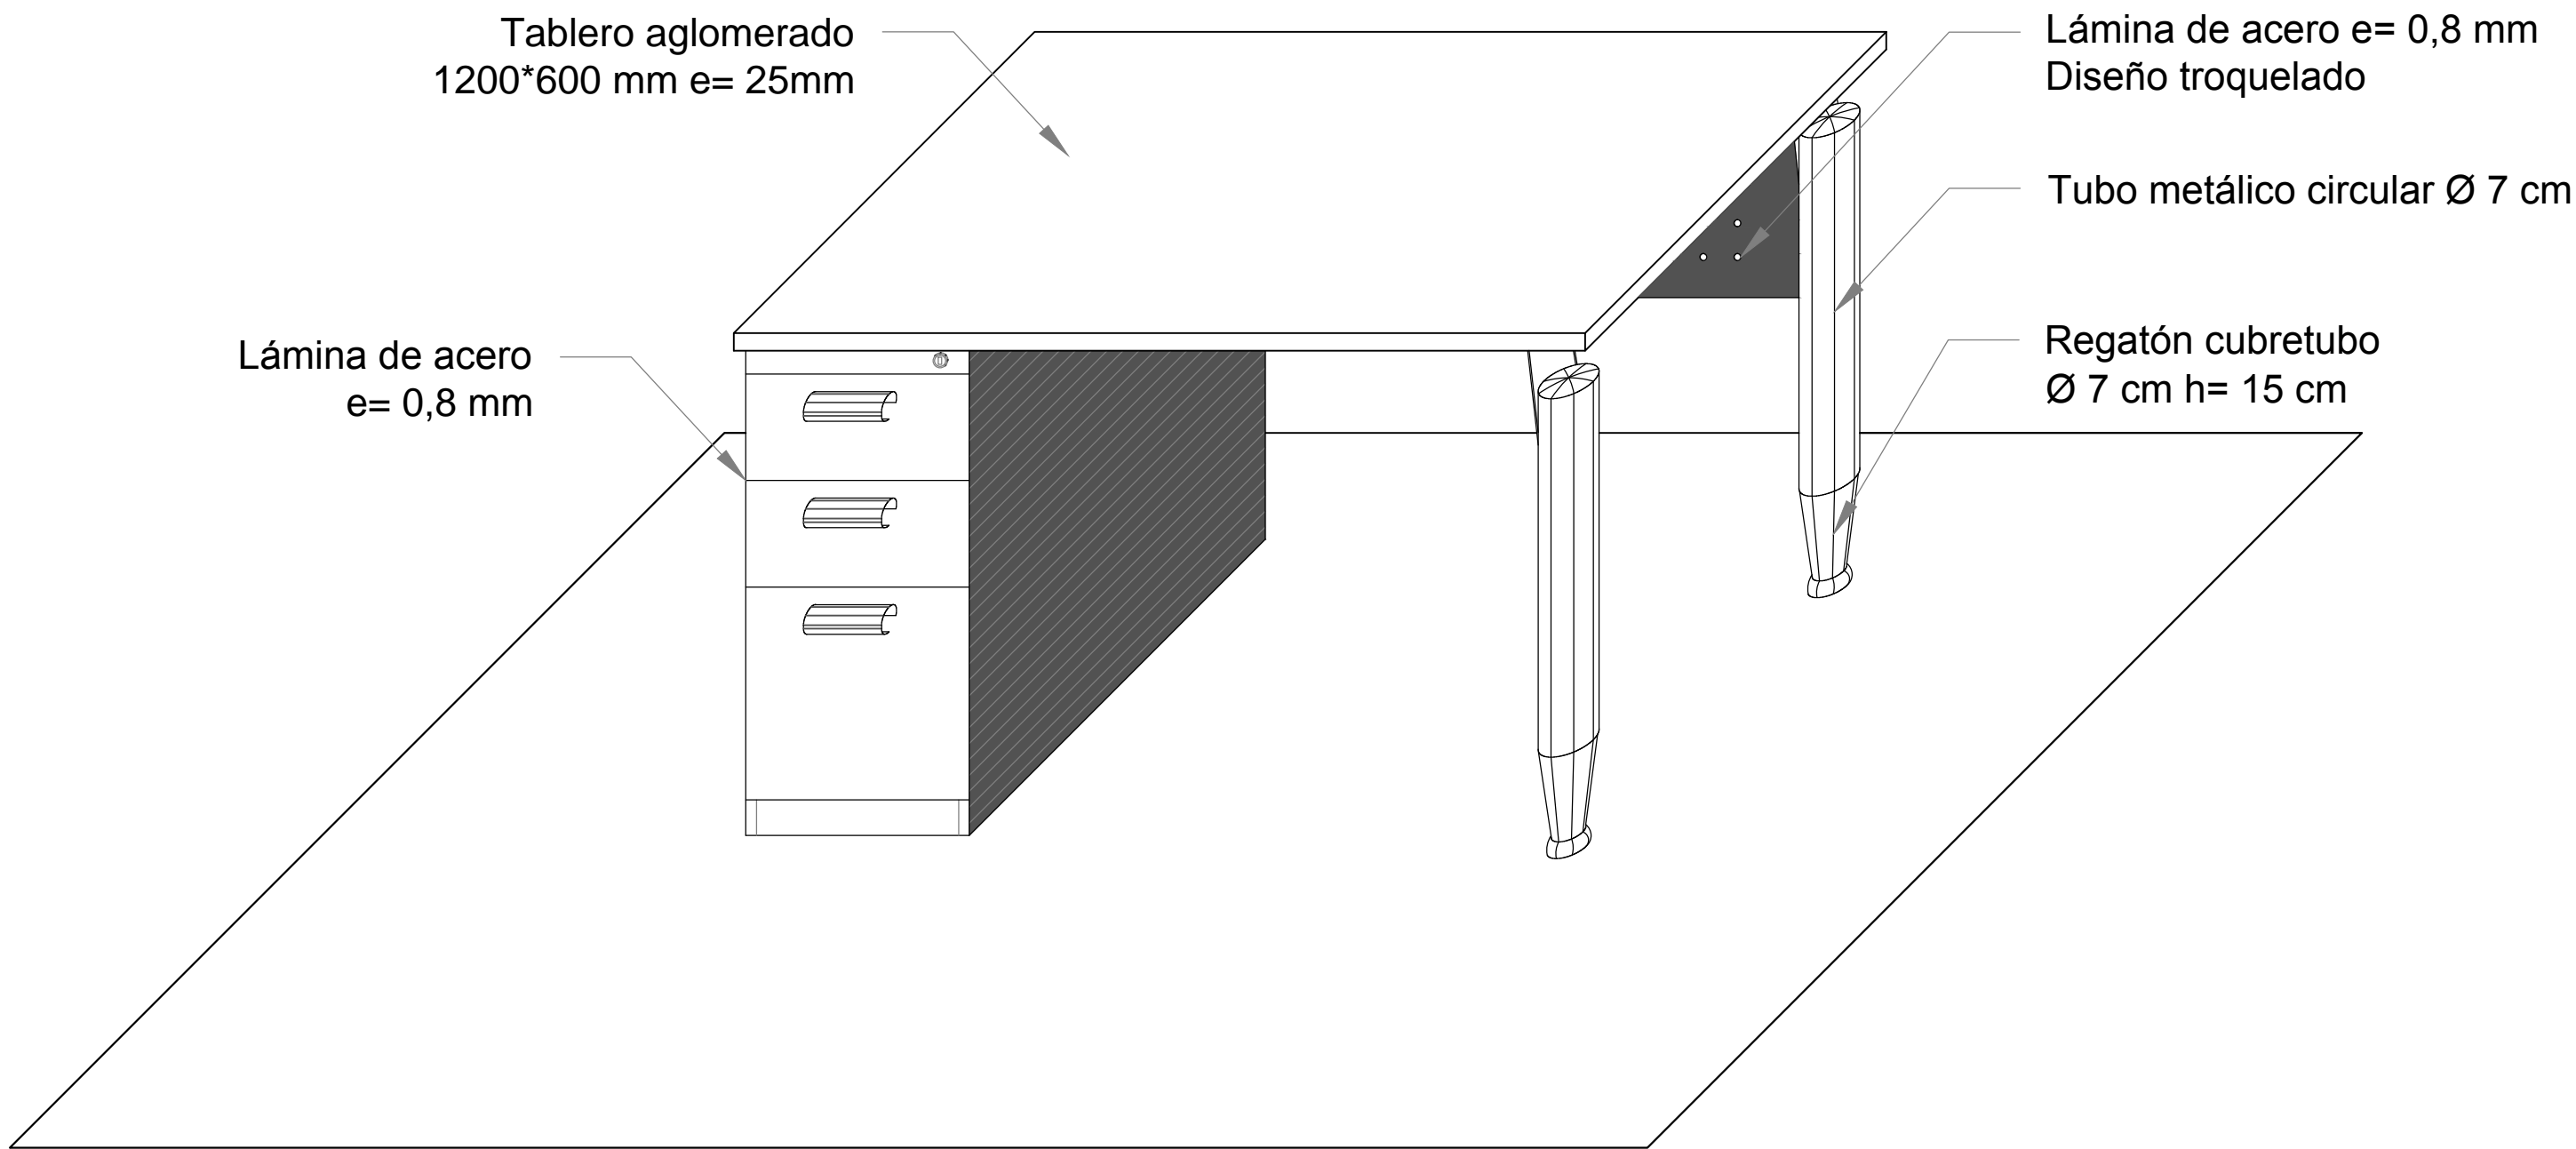 Tablero aglomerado
1200*600 mm e= 25mm
Lámina de acero e= 0,8 mm
Diseño troquelado
Tubo metálico circular Ø 7 cm
Lámina de acero
e= 0,8 mm
Regatón cubretubo
Ø 7 cm h= 15 cm